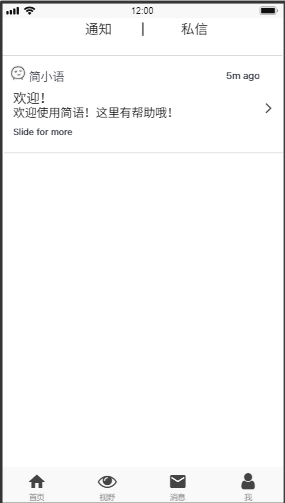 12:00
通知 | 私信
简小语 5m ago
欢迎！
欢迎使用简语！这里有帮助哦！
Slide for more
首页 视野 消息 我